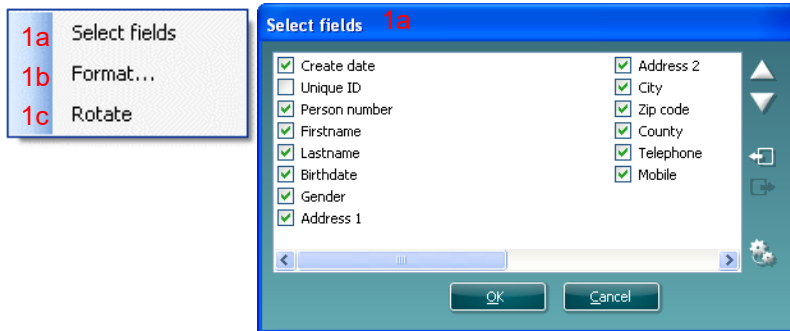 1a Select fields
1b Format...
1c Rotate
Select fields 1a
Create date
Unique ID
Person number
Firstname
Lastname
Birthdate
Gender
Address 1
Address 2
City
Zip code
County
Telephone
Mobile
OK
Cancel